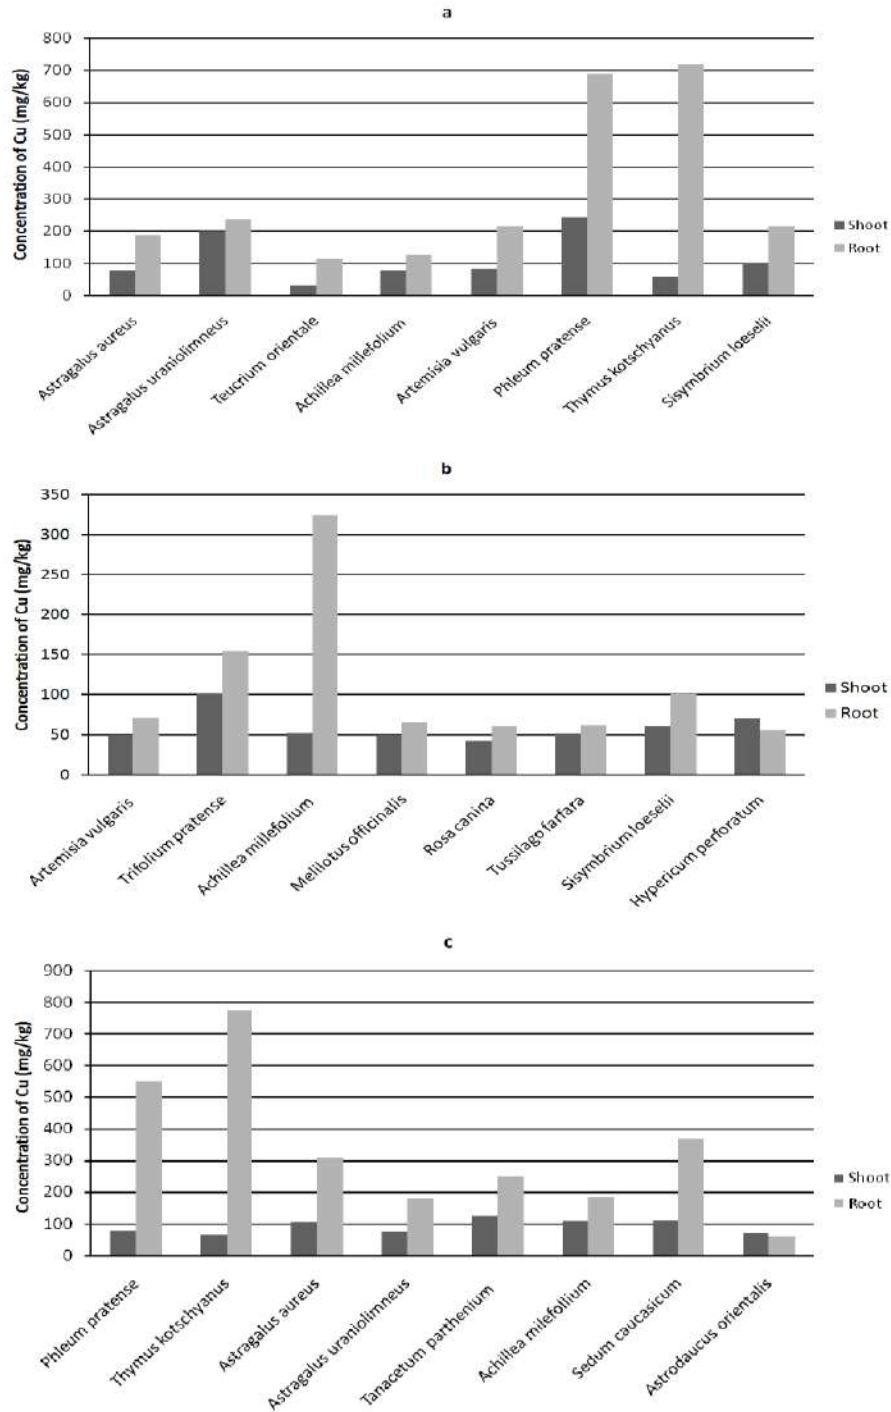 a
Concentration of Cu (mg/kg)
800
700
600
500
400
300
200
100
0
Shoot
Root
Astragalus aureus
Astragalus uraniolimneus
Teucrium orientale
Achillea millefolium
Artemisia vulgaris
Phleum pratense
Thymus kotschyanus
Sisymbrium loeselii
b
Concentration of Cu (mg/kg)
350
300
250
200
150
100
50
0
Shoot
Root
Artemisia vulgaris
Trifolium pratense
Achillea millefolium
Melilotus officinalis
Rosa canina
Tussilago farfara
Sisymbrium loeselii
Hypericum perforatum
c
Concentration of Cu (mg/kg)
900
800
700
600
500
400
300
200
100
0
Shoot
Root
Phleum pratense
Thymus kotschyanus
Astragalus aureus
Astragalus uraniolimneus
Tanacetum parthenium
Achillea milefollium
Sedum caucasicum
Astrodaucus orientalis